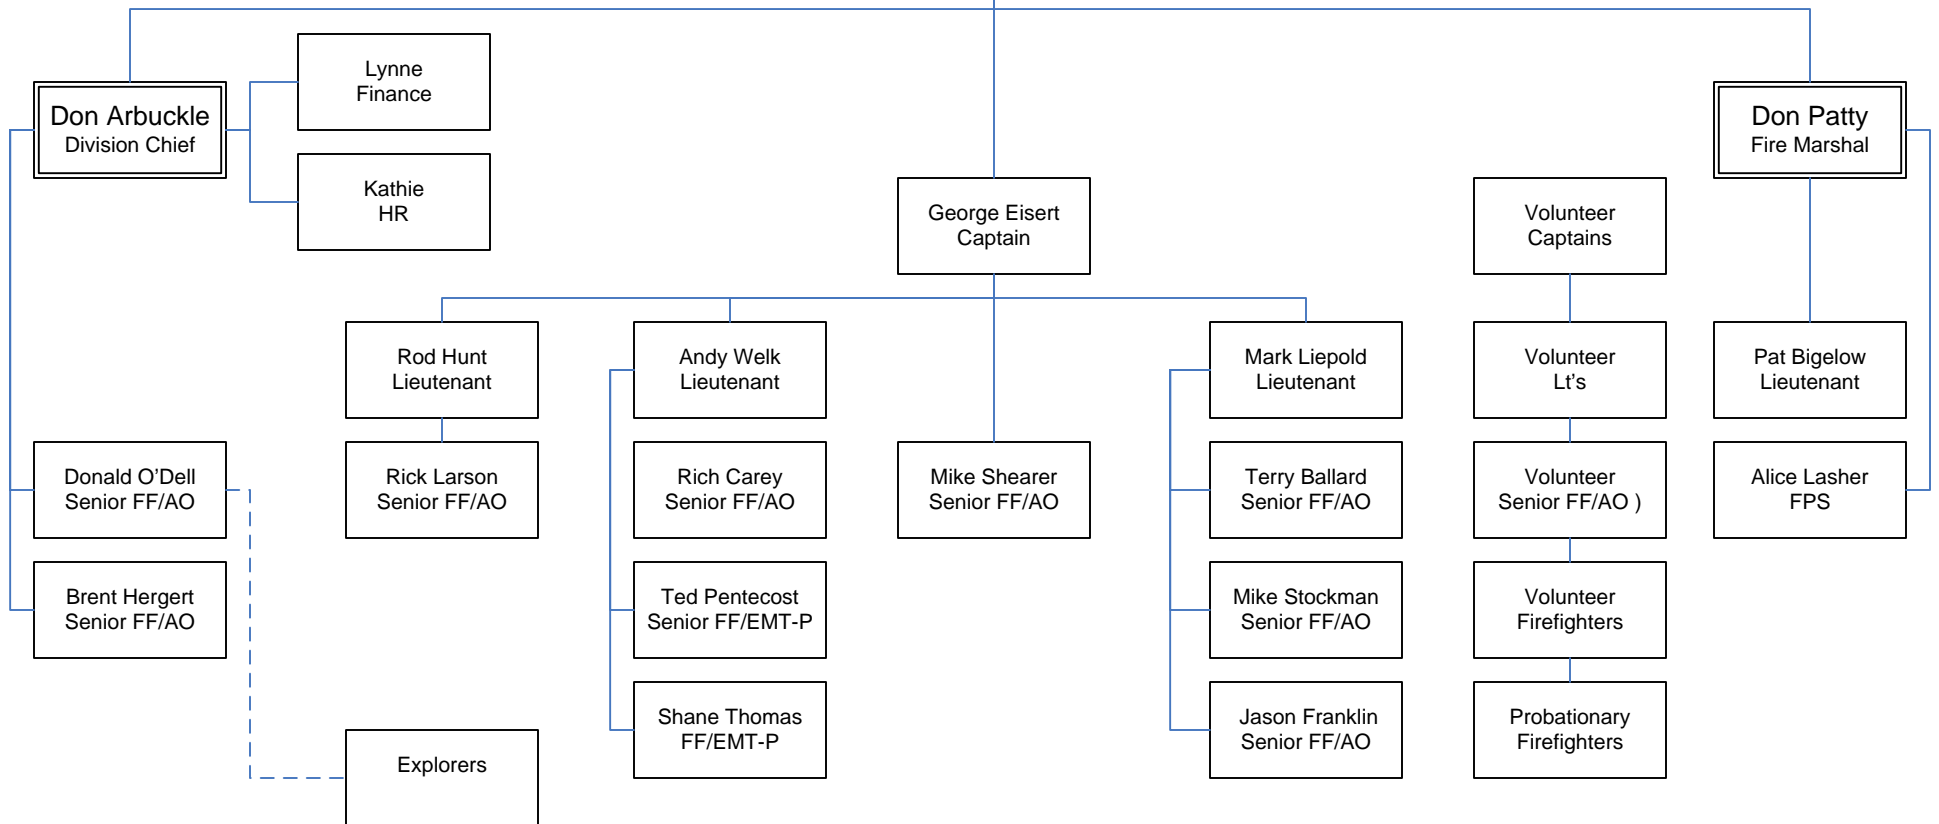 Lynne
Finance
Don Arbuckle
Division Chief
Don Patty
Fire Marshal
Kathie
HR
George Eisert
Captain
Volunteer
Captains
Rod Hunt
Lieutenant
Andy Welk
Lieutenant
Mark Liepold
Lieutenant
Volunteer
Lt's
Pat Bigelow
Lieutenant
Donald O'Dell
Senior FF/AO
Rick Larson
Senior FF/AO
Rich Carey
Senior FF/AO
Mike Shearer
Senior FF/AO
Terry Ballard
Senior FF/AO
Volunteer
Senior FF/AO )
Alice Lasher
FPS
Brent Hergert
Senior FF/AO
Ted Pentecost
Senior FF/EMT-P
Mike Stockman
Senior FF/AO
Volunteer
Firefighters
Shane Thomas
FF/EMT-P
Jason Franklin
Senior FF/AO
Probationary
Firefighters
Explorers